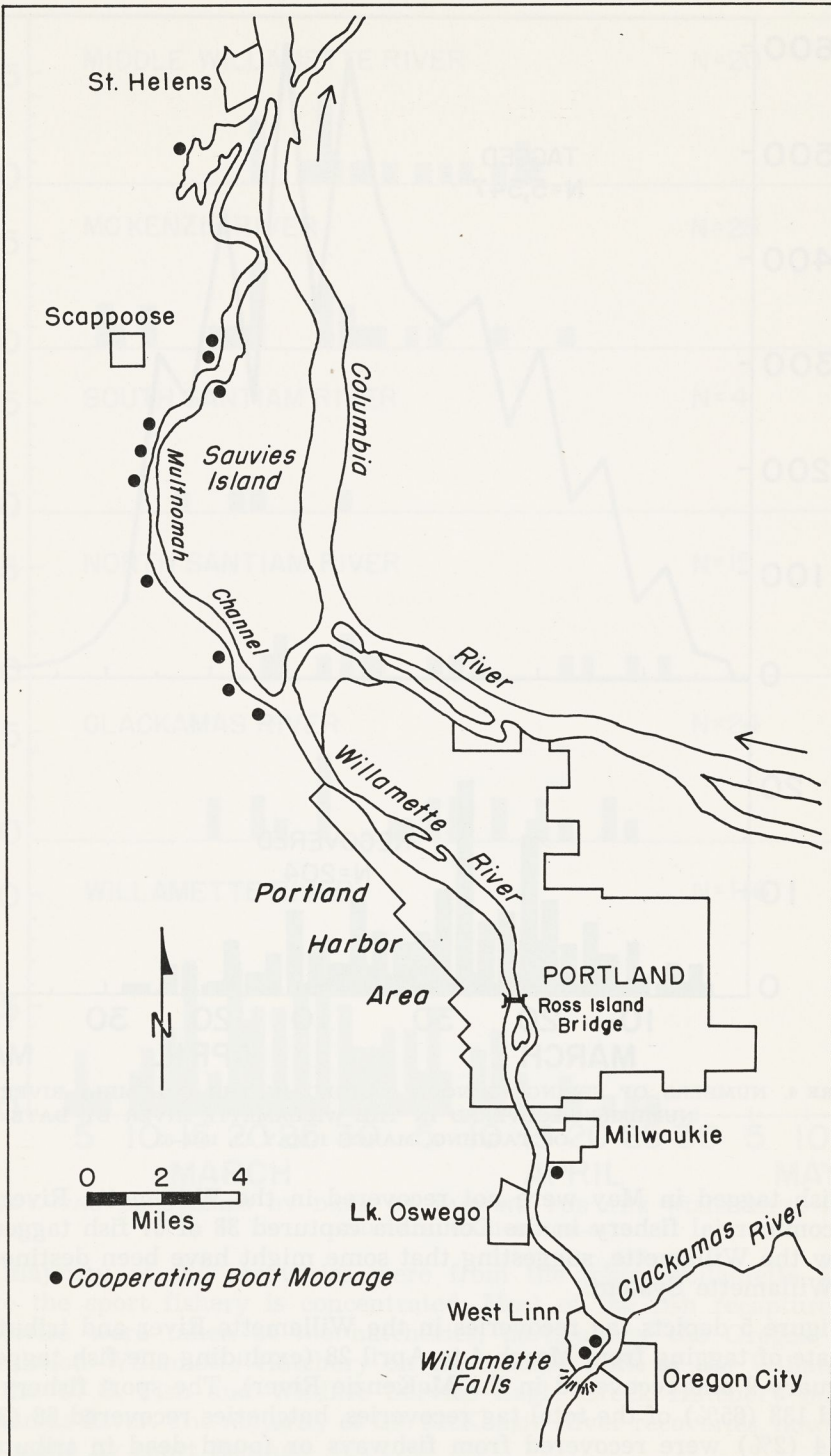 St. Helens
Scappoose
Columbia
Sauvies
Island
Multnomah
Channel
River
Willamette
River
Portland
Harbor
Area
PORTLAND
Ross Island
Bridge
N
Milwaukie
0 2 4
Miles
Lk. Oswego
Clackamas River
● Cooperating Boat Moorage
West Linn
Willamette
Falls
Oregon City